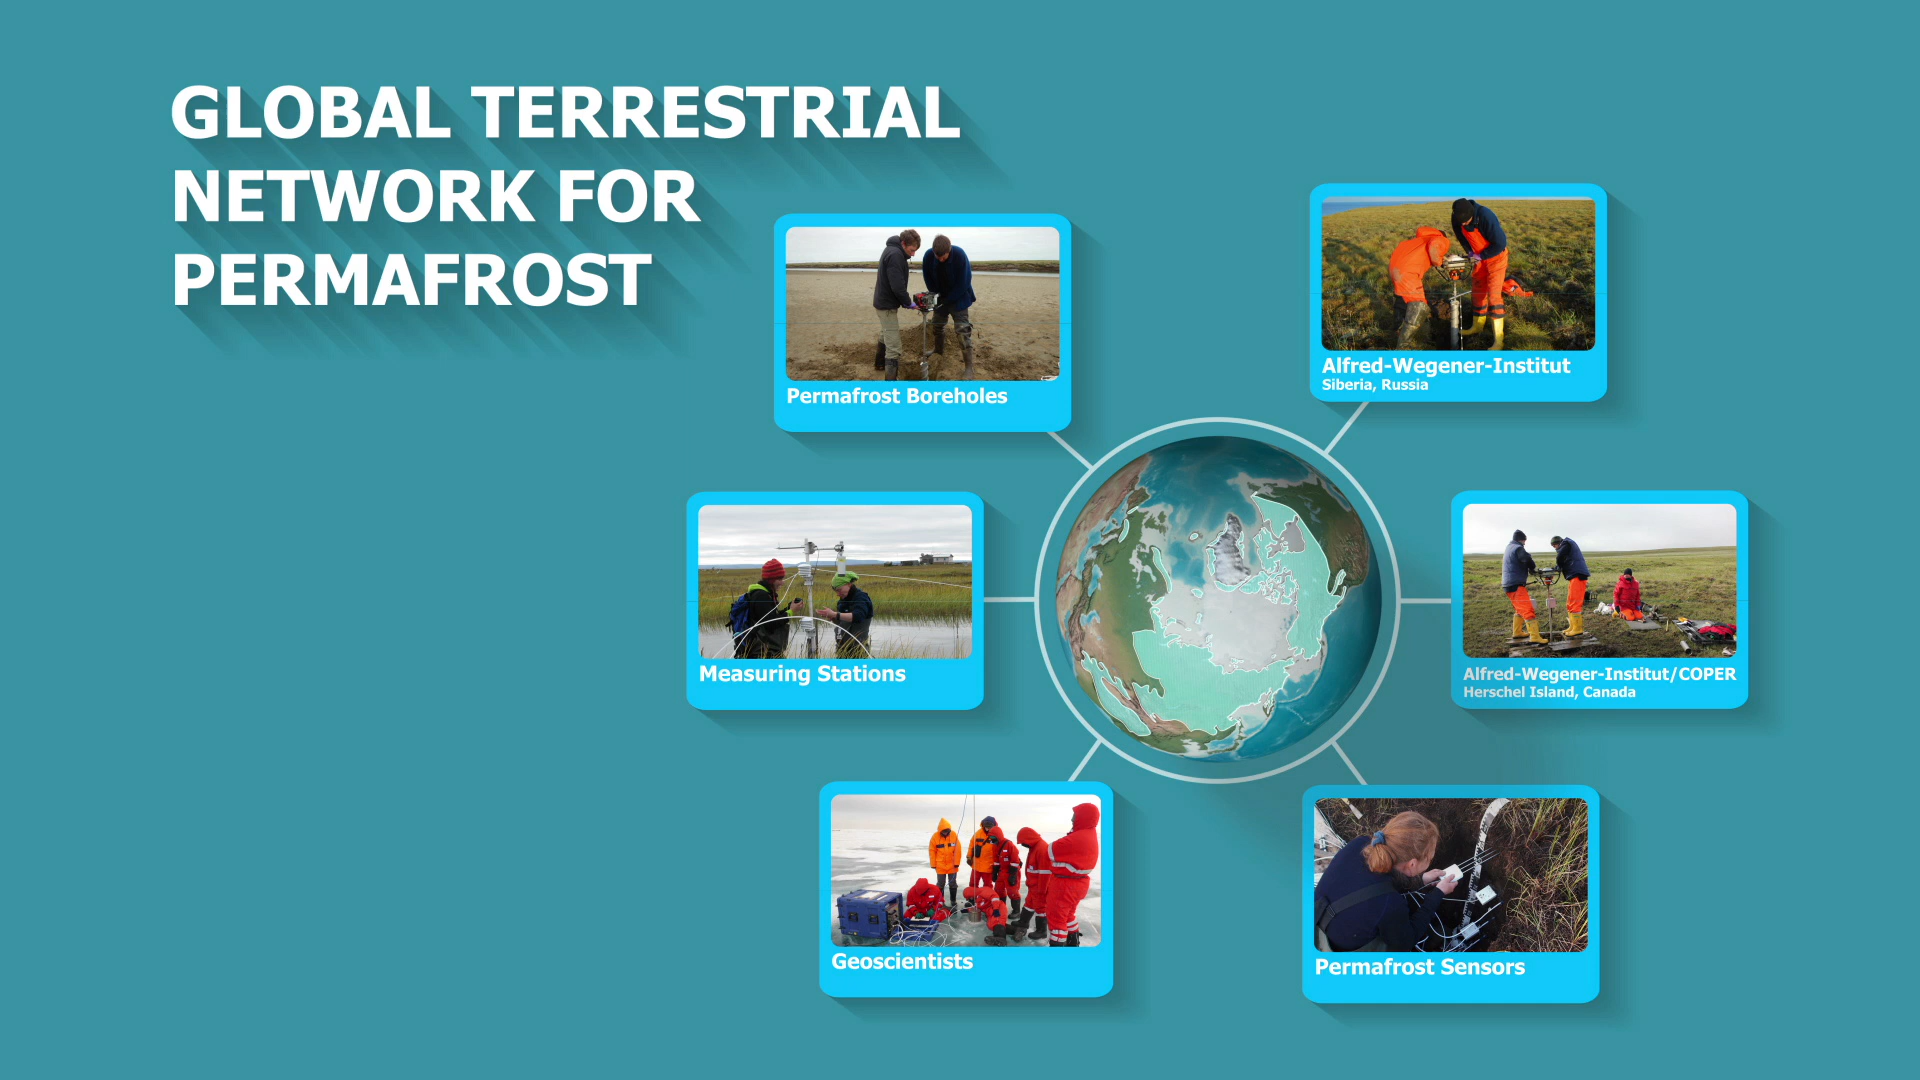 GLOBAL TERRESTRIAL
NETWORK FOR
PERMAFROST
Permafrost Boreholes
Alfred-Wegener-Institut
Siberia, Russia
Measuring Stations
Alfred-Wegener-Institut/COPER
Herschel Island, Canada
Geoscientists
Permafrost Sensors